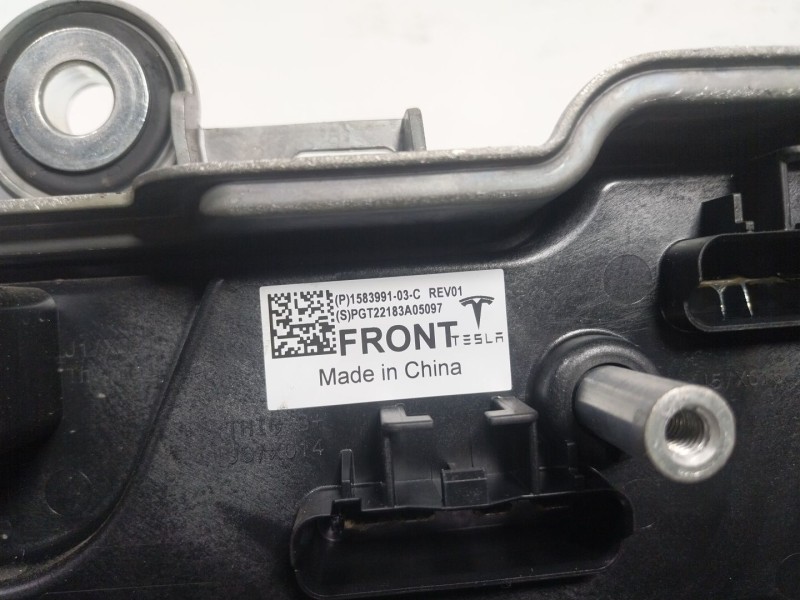 (P)1583991-03-C REV01
(S)PGT22183A05097
FRONT TESLA
Made in China